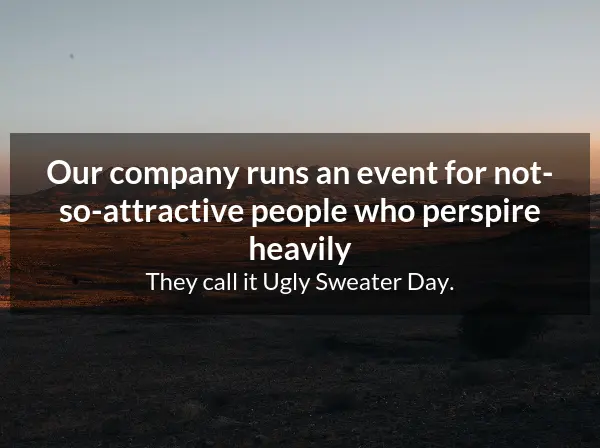 Our company runs an event for not-
so-attractive people who perspire
heavily
They call it Ugly Sweater Day.